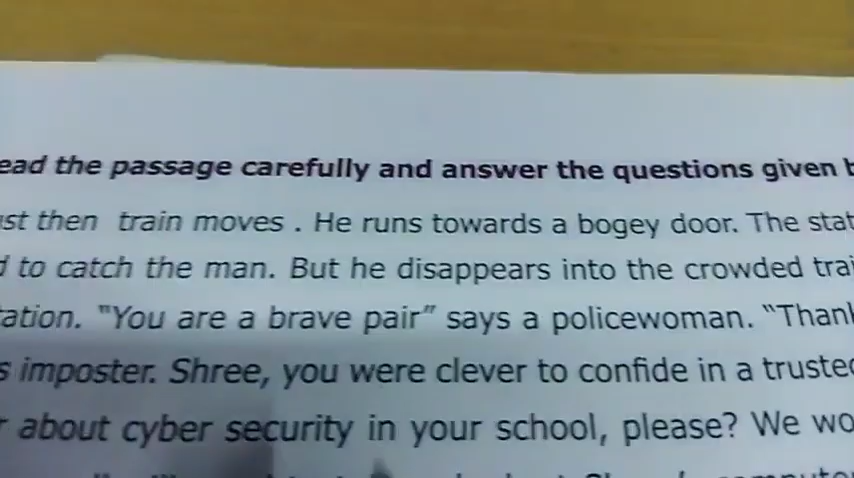 ead the passage carefully and answer the questions given b
st then train moves . He runs towards a bogey door. The stat
d to catch the man. But he disappears into the crowded trai
ation. "You are a brave pair" says a policewoman. "Thank
s imposter. Shree, you were clever to confide in a trusted
r about cyber security in your school, please? We wo